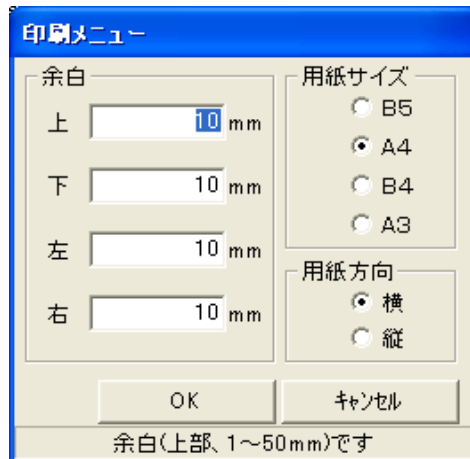 印刷メニュー
余白
上 10 mm
下 10 mm
左 10 mm
右 10 mm
用紙サイズ
B5
A4
B4
A3
用紙方向
横
縦
OK
ｷｬﾝｾﾙ
余白(上部、1～50mm)です